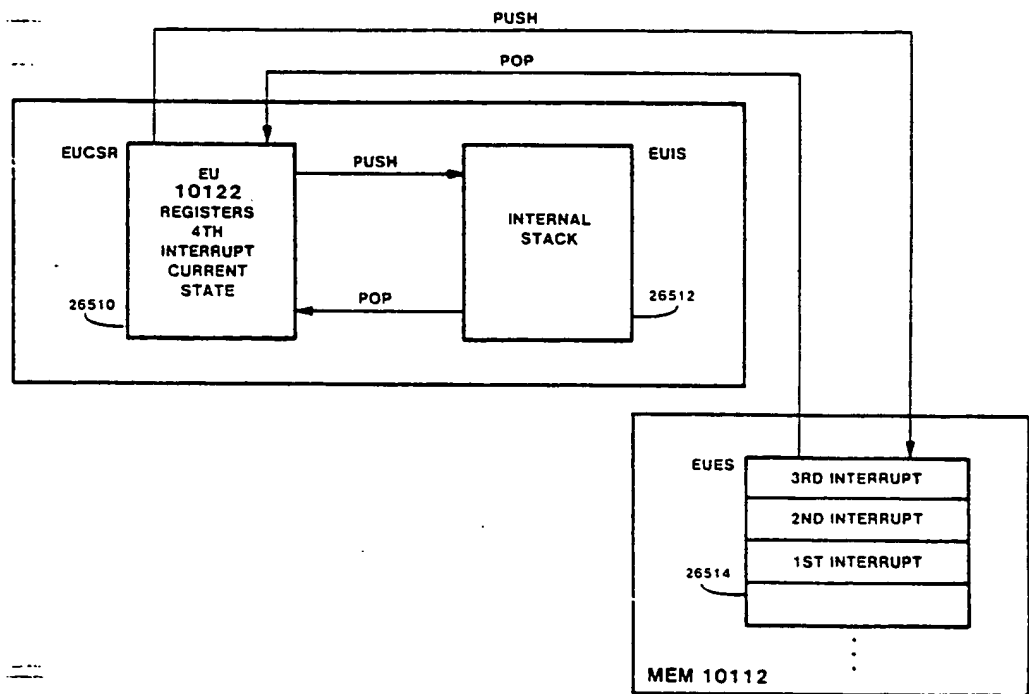 PUSH
POP
EUCSR
EU
10122
REGISTERS
4TH
INTERRUPT
CURRENT
STATE
26510
PUSH
POP
INTERNAL
STACK
EUIS
26512
EUES
3RD INTERRUPT
2ND INTERRUPT
1ST INTERRUPT
26514
MEM 10112